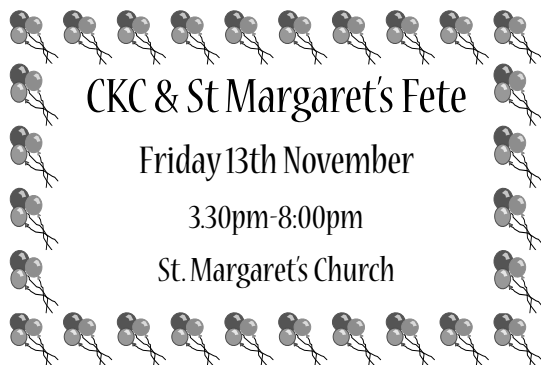 CKC & St Margaret's Fete
Friday 13th November
3.30pm-8:00pm
St. Margaret's Church